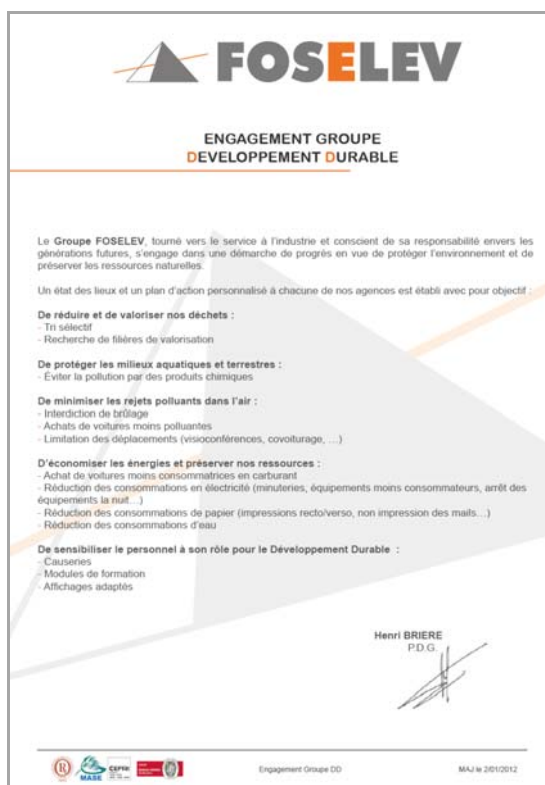 FOSELEV
ENGAGEMENT GROUPE
DEVELOPPEMENT DURABLE
Le Groupe FOSELEV, tourné vers le service à l'industrie et conscient de sa responsabilité envers les
générations futures, s'engage dans une démarche de progrès en vue de protéger l'environnement et de
préserver les ressources naturelles.
Un état des lieux et un plan d'action personnalisé à chacune de nos agences est établi avec pour objectif :
De réduire et de valoriser nos déchets :
- Tri sélectif
- Recherche de filières de valorisation
De protéger les milieux aquatiques et terrestres :
- Éviter la pollution par des produits chimiques
De minimiser les rejets polluants dans l'air :
- Interdiction de brûlage
- Achats de voitures moins polluantes
- Limitation des déplacements (visioconférences, covoiturage, …)
D'économiser les énergies et préserver nos ressources :
- Achat de voitures moins consommatrices en carburant
- Réduction des consommations en électricité (minuteries, équipements moins consommateurs, arrêt des
équipements la nuit…)
- Réduction des consommations de papier (impressions recto/verso, non impression des mails…)
- Réduction des consommations d'eau
De sensibiliser le personnel à son rôle pour le Développement Durable :
- Causeries
- Modules de formation
- Affichages adaptés
Henri BRIERE
P.D.G.
R MASE CEFRI
Engagement Groupe DD
MAJ le 2/01/2012